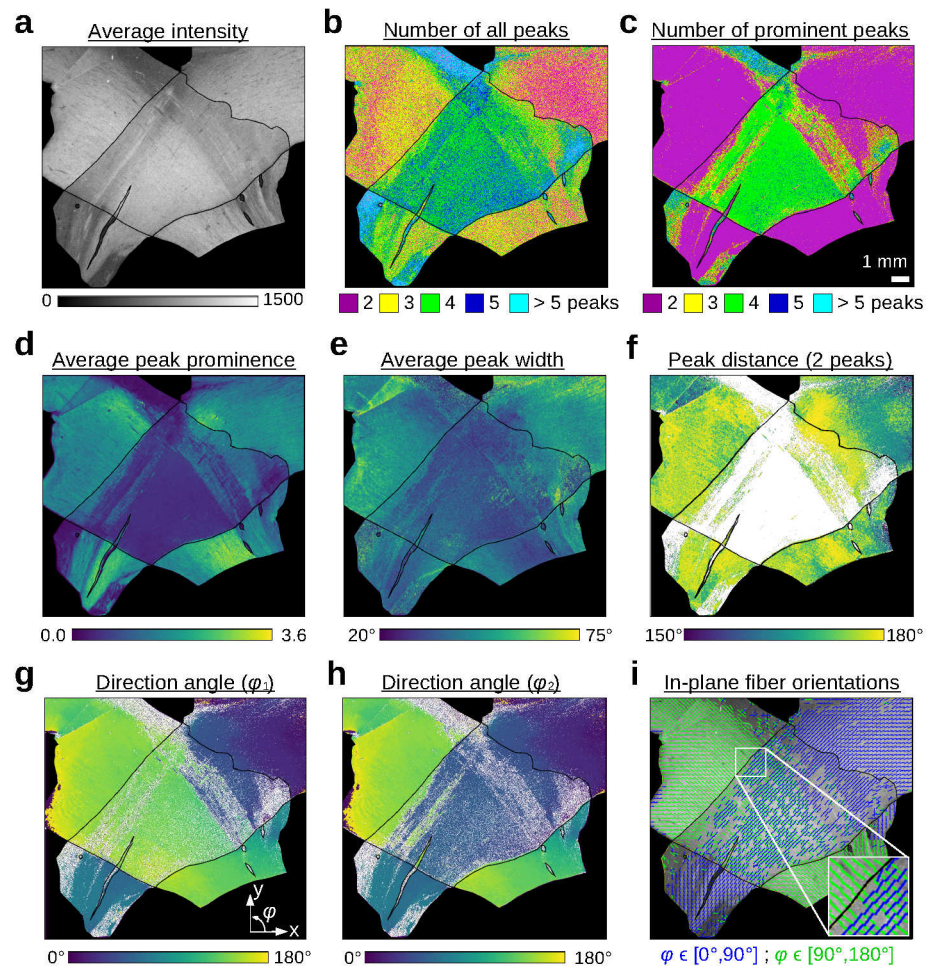 a Average intensity
b Number of all peaks
c Number of prominent peaks
1 mm
0 1500
2 3 4 5 > 5 peaks
2 3 4 5 > 5 peaks
d Average peak prominence
e Average peak width
f Peak distance (2 peaks)
0.0 3.6
20° 75°
150° 180°
g Direction angle (φ₁)
h Direction angle (φ₂)
i In-plane fiber orientations
y
φ
x
0° 180°
0° 180°
φ ϵ [0°,90°] ; φ ϵ [90°,180°]